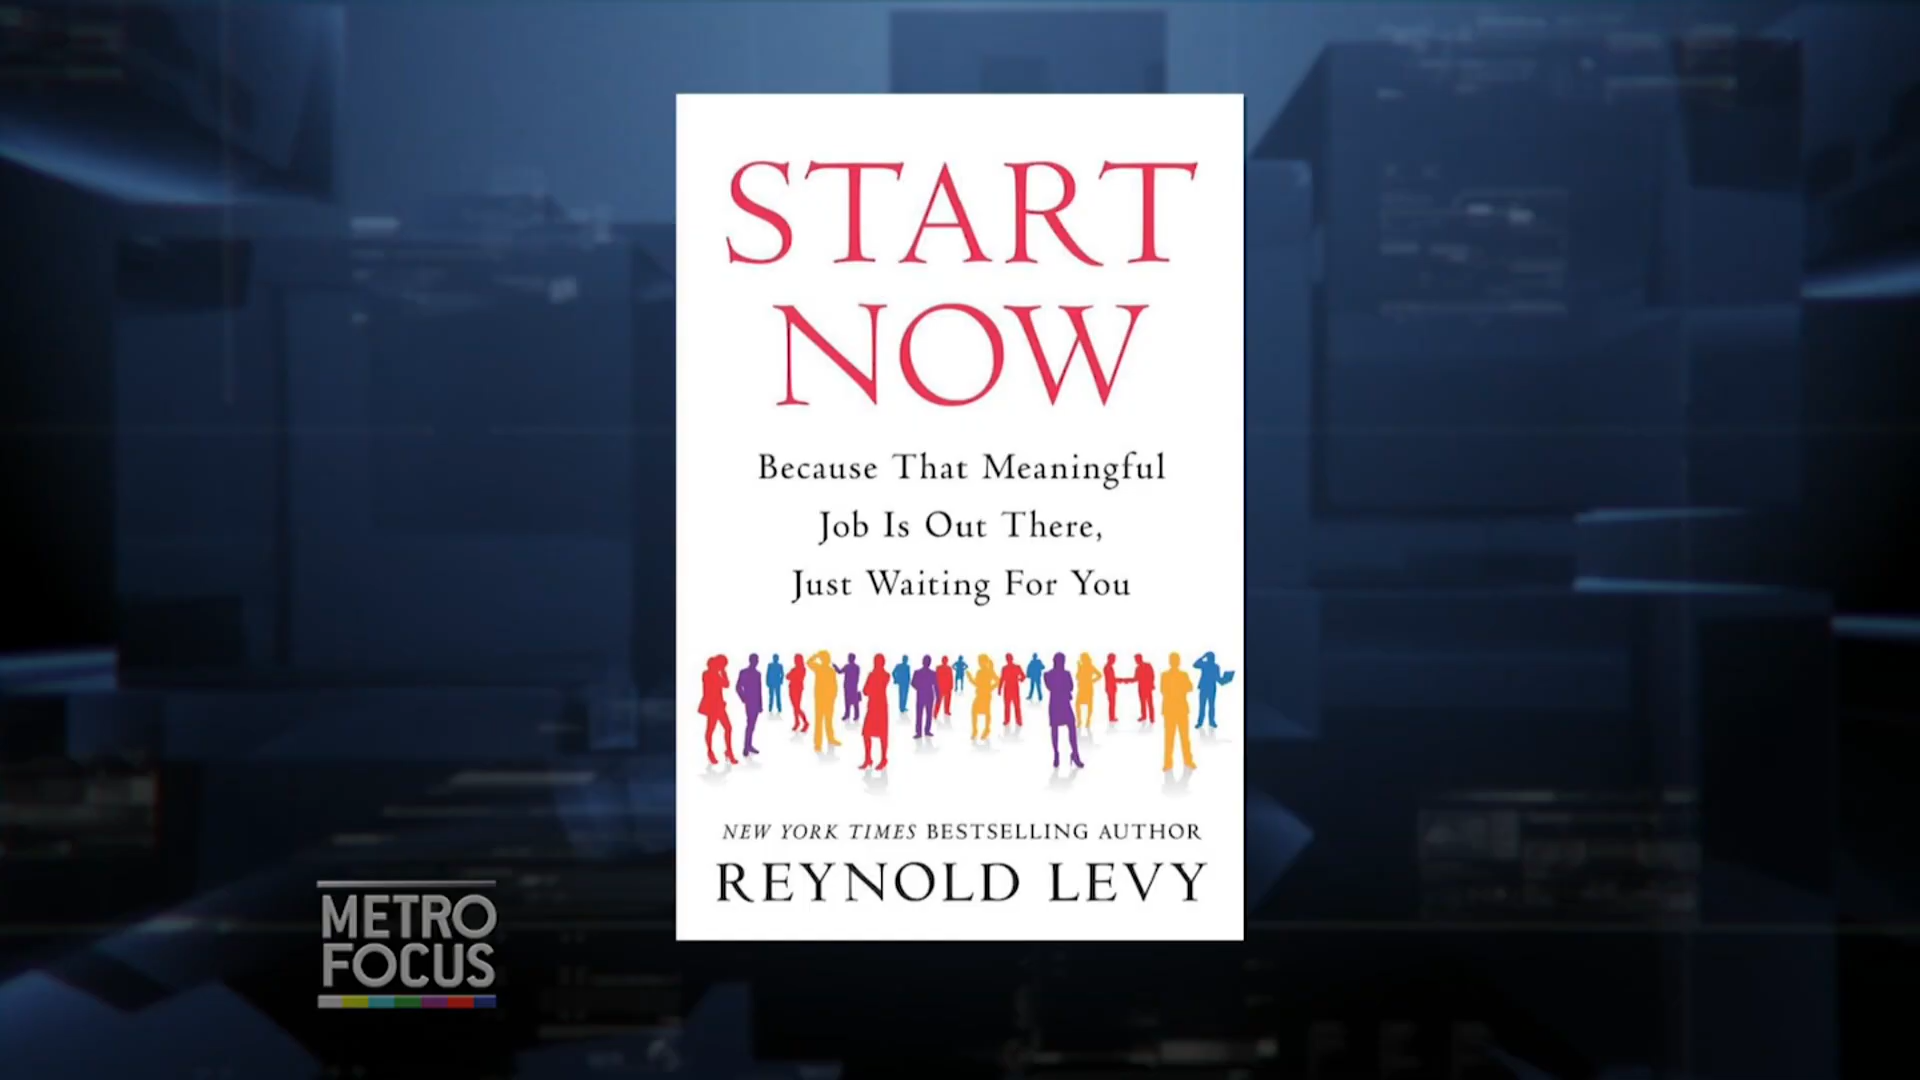 START
NOW
Because That Meaningful
Job Is Out There,
Just Waiting For You
NEW YORK TIMES BESTSELLING AUTHOR
REYNOLD LEVY
METRO
FOCUS